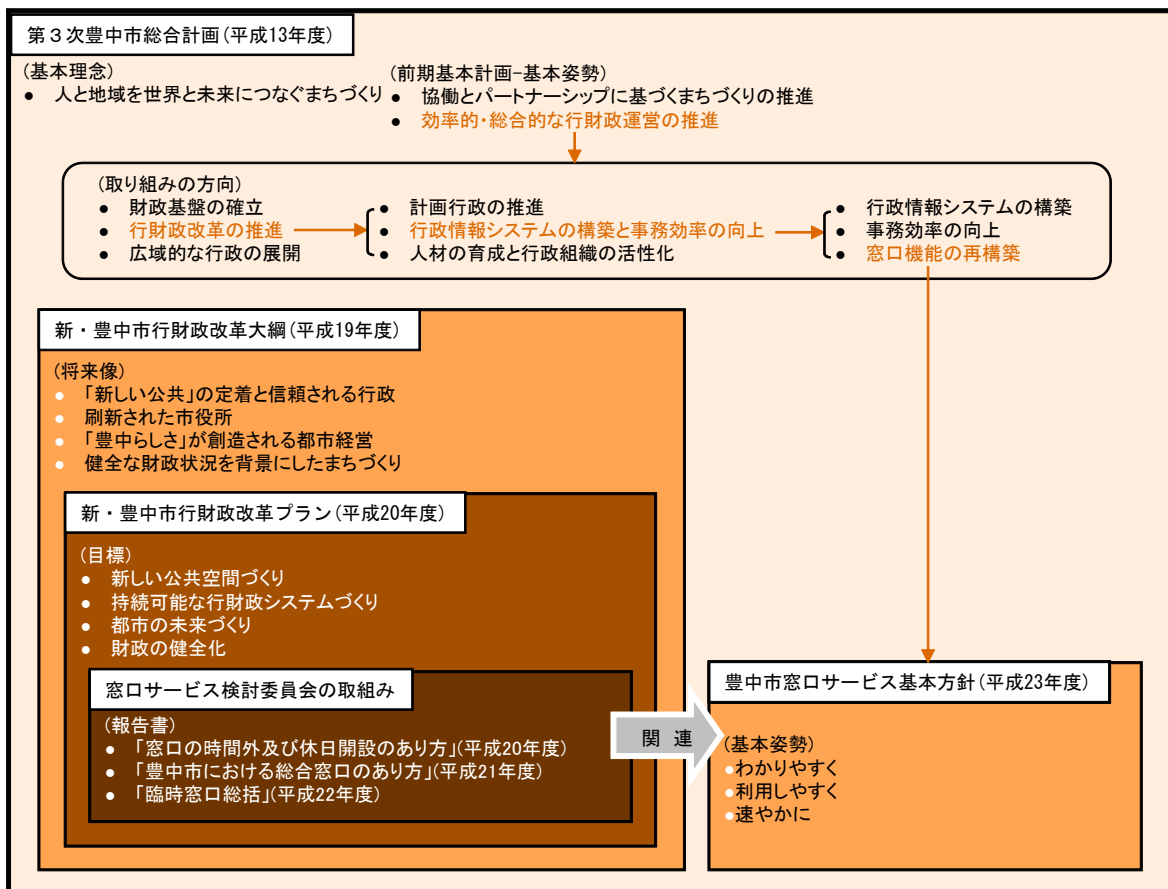 第３次豊中市総合計画(平成13年度)
(基本理念)
● 人と地域を世界と未来につなぐまちづくり
(前期基本計画-基本姿勢)
● 協働とパートナーシップに基づくまちづくりの推進
● 効率的・総合的な行財政運営の推進
(取り組みの方向)
● 財政基盤の確立
● 行財政改革の推進
● 広域的な行政の展開
● 計画行政の推進
● 行政情報システムの構築と事務効率の向上
● 人材の育成と行政組織の活性化
● 行政情報システムの構築
● 事務効率の向上
● 窓口機能の再構築
新・豊中市行財政改革大綱(平成19年度)
(将来像)
● 「新しい公共」の定着と信頼される行政
● 刷新された市役所
● 「豊中らしさ」が創造される都市経営
● 健全な財政状況を背景にしたまちづくり
新・豊中市行財政改革プラン(平成20年度)
(目標)
● 新しい公共空間づくり
● 持続可能な行財政システムづくり
● 都市の未来づくり
● 財政の健全化
窓口サービス検討委員会の取組み
(報告書)
● 「窓口の時間外及び休日開設のあり方」(平成20年度)
● 「豊中市における総合窓口のあり方」(平成21年度)
● 「臨時窓口総括」(平成22年度)
関 連
豊中市窓口サービス基本方針(平成23年度)
(基本姿勢)
●わかりやすく
●利用しやすく
●速やかに